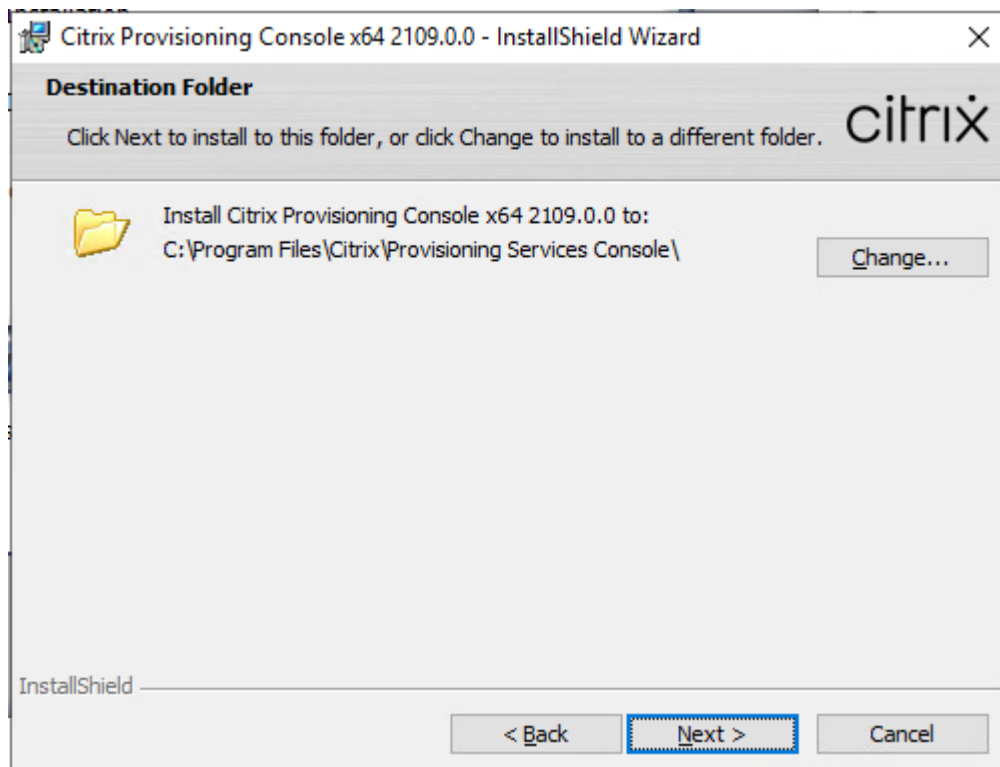 Citrix Provisioning Console x64 2109.0.0 - InstallShield Wizard
Destination Folder
Click Next to install to this folder, or click Change to install to a different folder.
citrix
Install Citrix Provisioning Console x64 2109.0.0 to:
C:\Program Files\Citrix\Provisioning Services Console\
Change...
InstallShield
< Back
Next >
Cancel